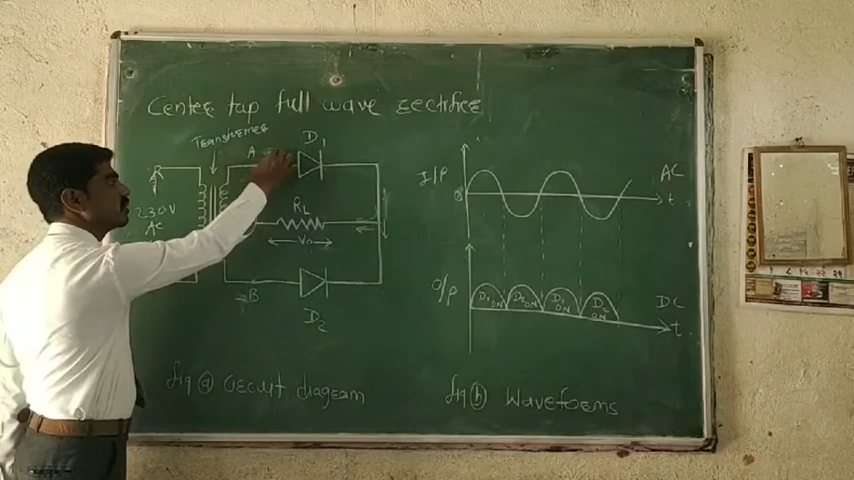 Center tap full wave rectifier
Transformer
A
D1
R
230V
AC
RL
Vo
B
D2
fig (a) Circuit diagram
I/P
0
AC
t
O/P
D1 ON
D2 ON
D1 ON
D2 ON
DC
t
fig (b) Waveforms